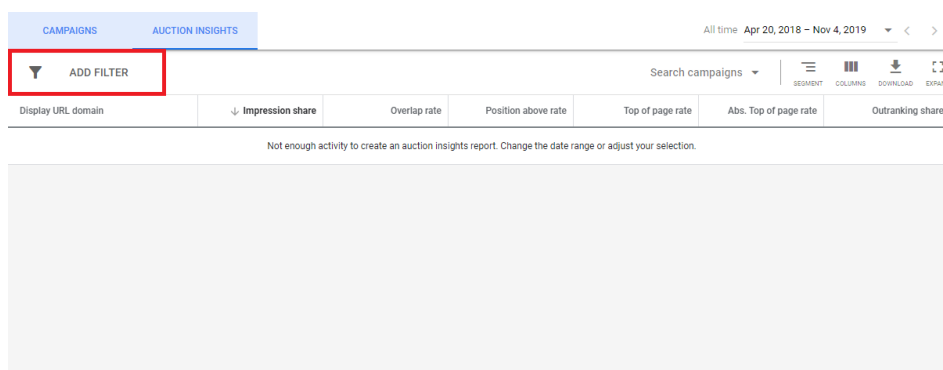 CAMPAIGNS AUCTION INSIGHTS All time Apr 20, 2018 – Nov 4, 2019
ADD FILTER Search campaigns SEGMENT COLUMNS DOWNLOAD EXPAN
Display URL domain Impression share Overlap rate Position above rate Top of page rate Abs. Top of page rate Outranking share
Not enough activity to create an auction insights report. Change the date range or adjust your selection.